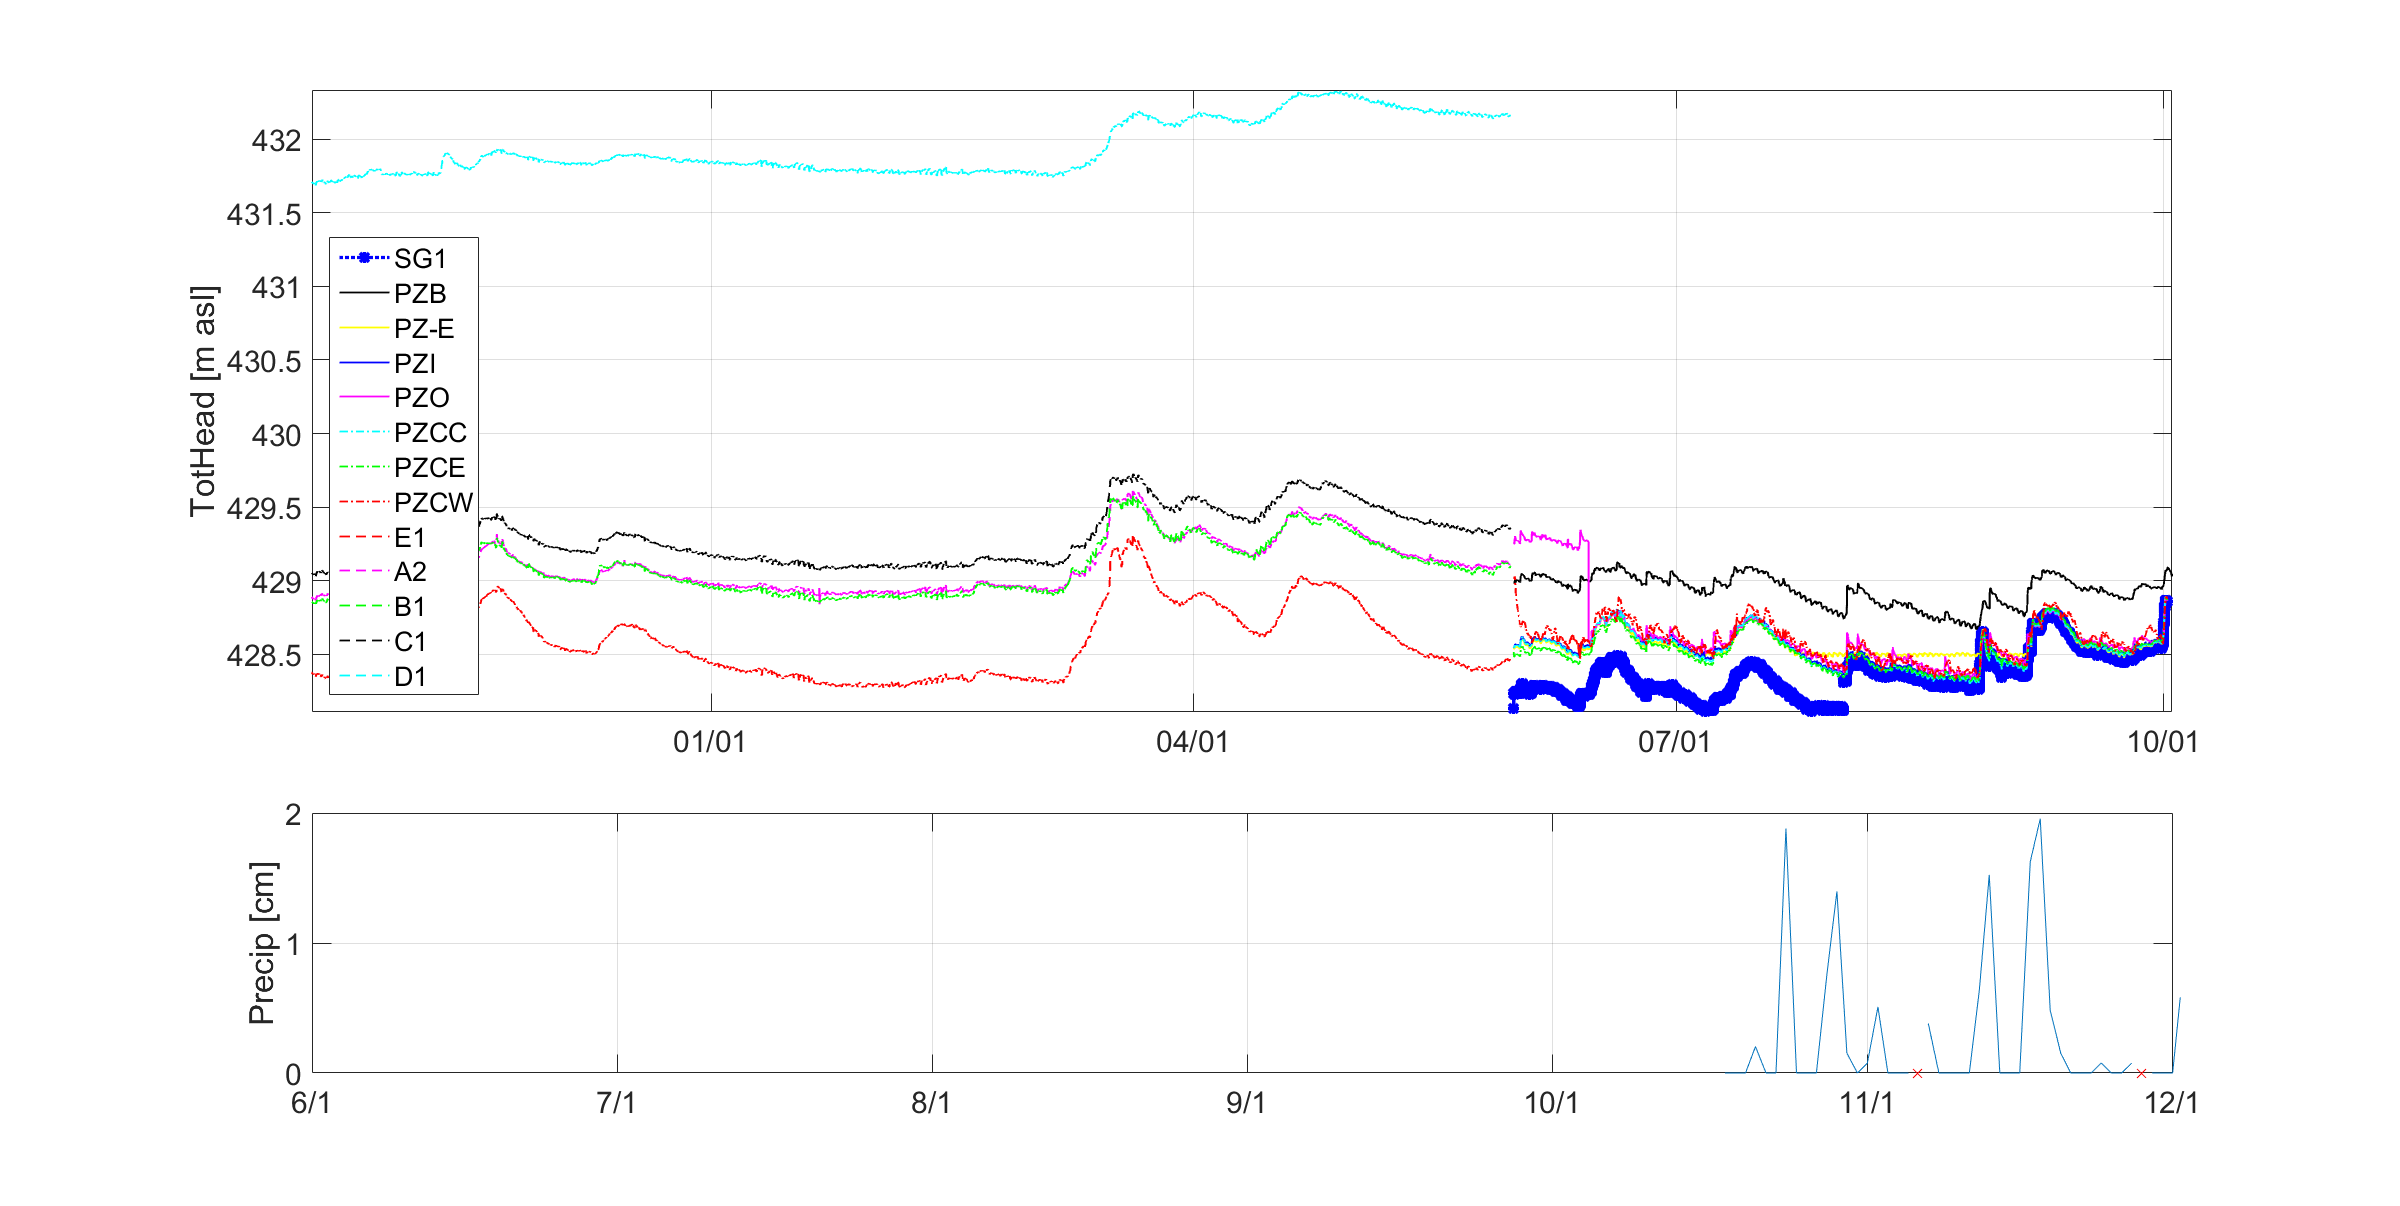 TotHead [m asl]
432
431.5
431
430.5
430
429.5
429
428.5
SG1
PZB
PZ-E
PZI
PZO
PZCC
PZCE
PZCW
E1
A2
B1
C1
D1
01/01 04/01 07/01 10/01
Precip [cm]
2
1
0
6/1 7/1 8/1 9/1 10/1 11/1 12/1